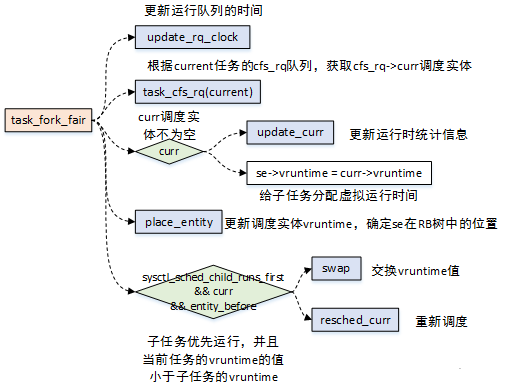 更新运行队列的时间
update_rq_clock
根据current任务的cfs_rq队列，获取cfs_rq->curr调度实体
task_cfs_rq(current)
task_fork_fair
curr调度实
体不为空
curr
update_curr
更新运行时统计信息
se->vruntime = curr->vruntime
给子任务分配虚拟运行时间
place_entity
更新调度实体vruntime，确定se在RB树中的位置
sysctl_sched_child_runs_first
&& curr
&& entity_before
swap
交换vruntime值
resched_curr
重新调度
子任务优先运行，并且
当前任务的vruntime的值
小于子任务的vruntime